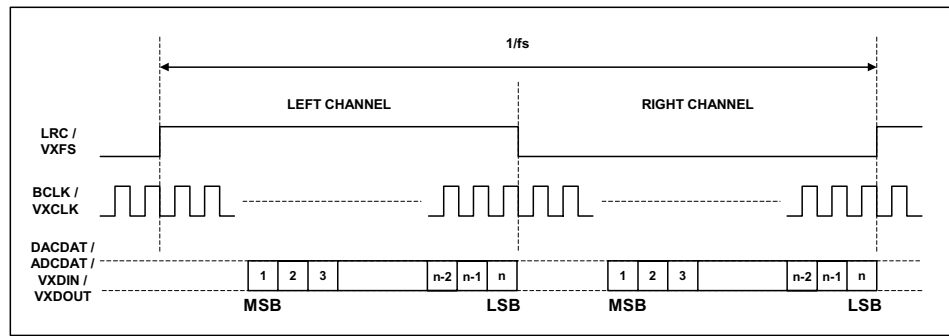 1/fs
LEFT CHANNEL
RIGHT CHANNEL
LRC /
VXFS
BCLK /
VXCLK
DACDAT /
ADCDAT /
VXDIN /
VXDOUT
1 2 3 n-2 n-1 n 1 2 3 n-2 n-1 n
MSB LSB MSB LSB